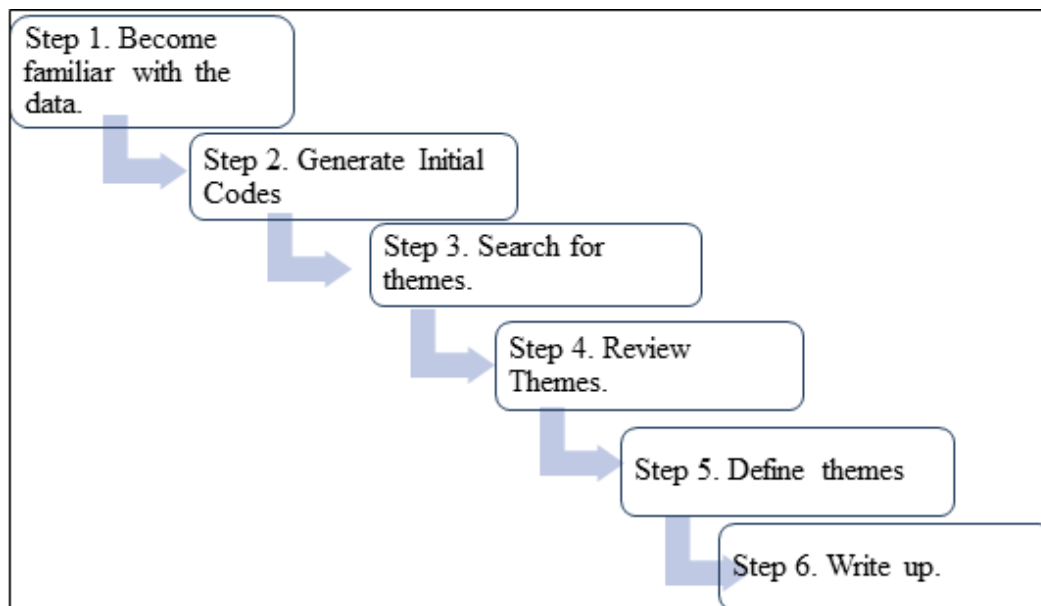 Step 1. Become
familiar with the
data.
Step 2. Generate Initial
Codes
Step 3. Search for
themes.
Step 4. Review
Themes.
Step 5. Define themes
Step 6. Write up.